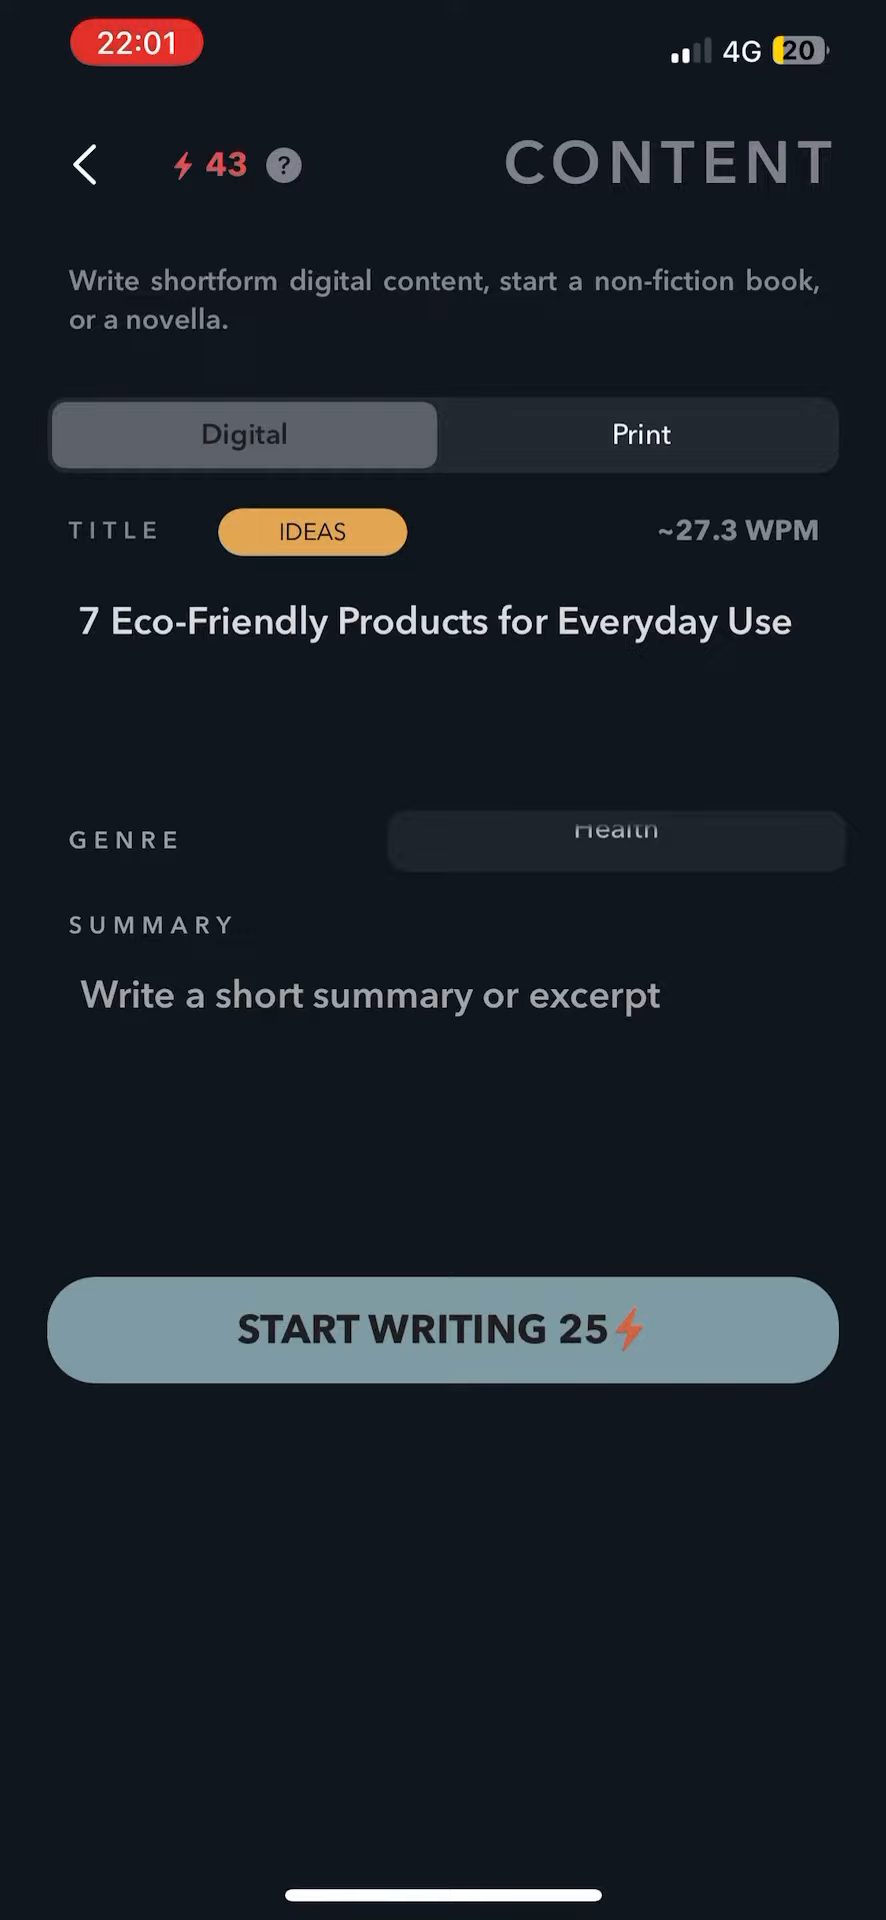 22:01
4G 20
43 ? CONTENT
Write shortform digital content, start a non-fiction book,
or a novella.
Digital Print
TITLE IDEAS ~27.3 WPM
7 Eco-Friendly Products for Everyday Use
GENRE Health
SUMMARY
Write a short summary or excerpt
START WRITING 25